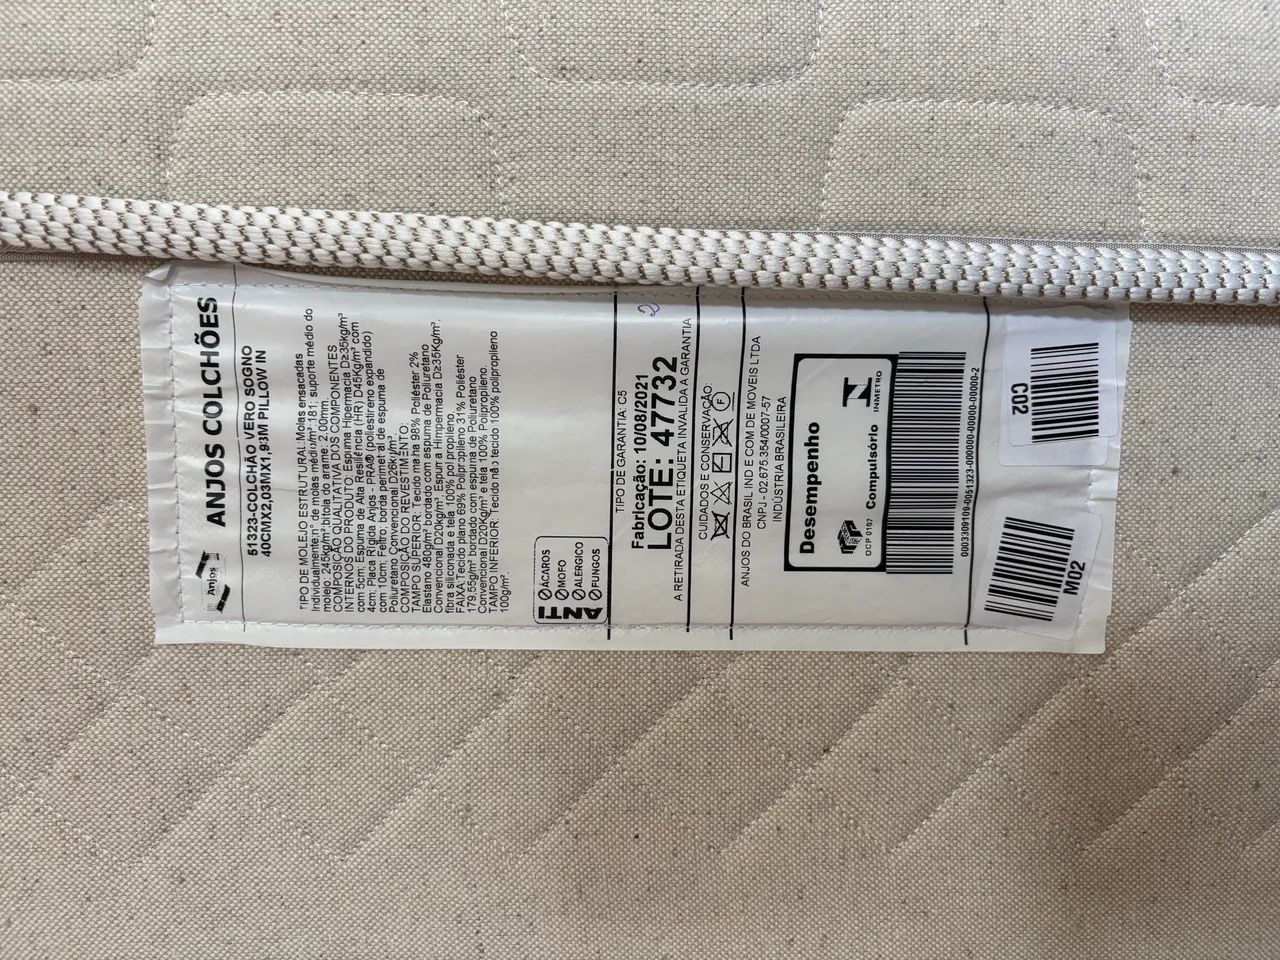 Anjos
ANJOS COLCHÕES
51323-COLCHÃO VERO SOGNO
40CMX2,03MX1,93M PILLOW IN
TIPO DE MOLEJO ESTRUTURAL: Molas ensacadas
Individualmente; n° de molas médio/m²:181; suporte médio do
molejo: 245kg/m²; bitola do arame: 2,00mm.
COMPOSIÇÃO QUALITATIVA DOS COMPONENTES
INTERNOS DO PRODUTO: Espuma Hipermacia D≥35kg/m³
com 5cm; Espuma de Alta Resiliência (HR) D45Kg/m³ com
4cm; Placa Rígida Anjos - PRA® (poliestireno expandido)
com 10cm; Feltro; borda perimetral de espuma de
Poliuretano Convencional D26kg/m³.
COMPOSIÇÃO DO REVESTIMENTO:
TAMPO SUPERIOR: Tecido malha 98% Poliéster 2%
Elastano 480g/m² bordado com espuma de Poliuretano
Convencional D20kg/m³, Espuma Hipermacia D≥35Kg/m³,
fibra siliconada e tela 100% polipropileno.
FAIXA:Tecido plano 69% Polipropileno 31% Poliéster
179,55g/m² bordado com espuma de Poliuretano
Convencional D20Kg/m³ e tela 100% Polipropileno.
TAMPO INFERIOR: Tecido não tecido 100% polipropileno
100g/m².
ANTI
ÁCAROS
MOFO
ALÉRGICO
FUNGOS
TIPO DE GARANTIA: C5
Fabricação: 10/08/2021
2
LOTE: 47732
A RETIRADA DESTA ETIQUETA INVALIDA A GARANTIA
CUIDADOS E CONSERVAÇÃO:
F
ANJOS DO BRASIL IND E COM DE MOVEIS LTDA
CNPJ - 02.675.354/0007-57
INDÚSTRIA BRASILEIRA
Desempenho
OCP 0107
Compulsório
INMETRO
0003309109-0051323-000000-00000-00000-2
C02
M02